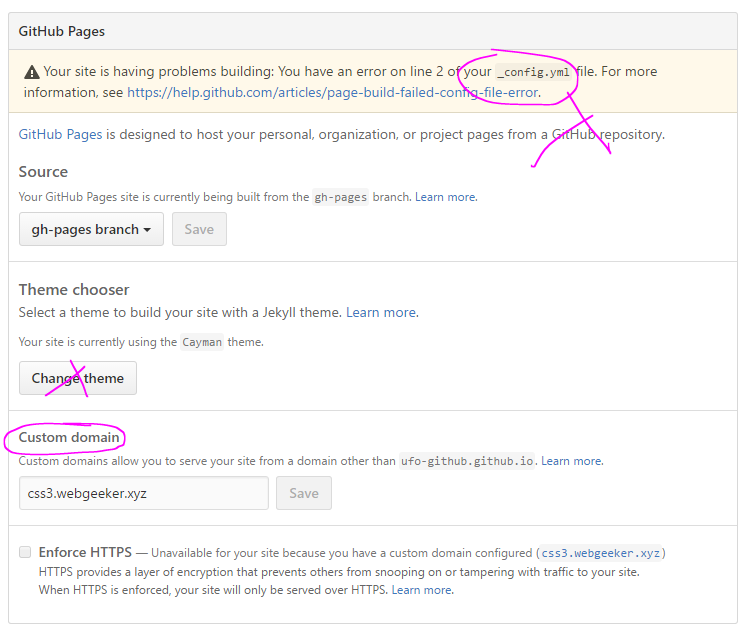 GitHub Pages
Your site is having problems building: You have an error on line 2 of your _config.yml file. For more
information, see https://help.github.com/articles/page-build-failed-config-file-error.
GitHub Pages is designed to host your personal, organization, or project pages from a GitHub repository.
Source
Your GitHub Pages site is currently being built from the gh-pages branch. Learn more.
gh-pages branch Save
Theme chooser
Select a theme to build your site with a Jekyll theme. Learn more.
Your site is currently using the Cayman theme.
Change theme
Custom domain
Custom domains allow you to serve your site from a domain other than ufo-github.github.io. Learn more.
css3.webgeeker.xyz Save
Enforce HTTPS — Unavailable for your site because you have a custom domain configured (css3.webgeeker.xyz)
HTTPS provides a layer of encryption that prevents others from snooping on or tampering with traffic to your site.
When HTTPS is enforced, your site will only be served over HTTPS. Learn more.